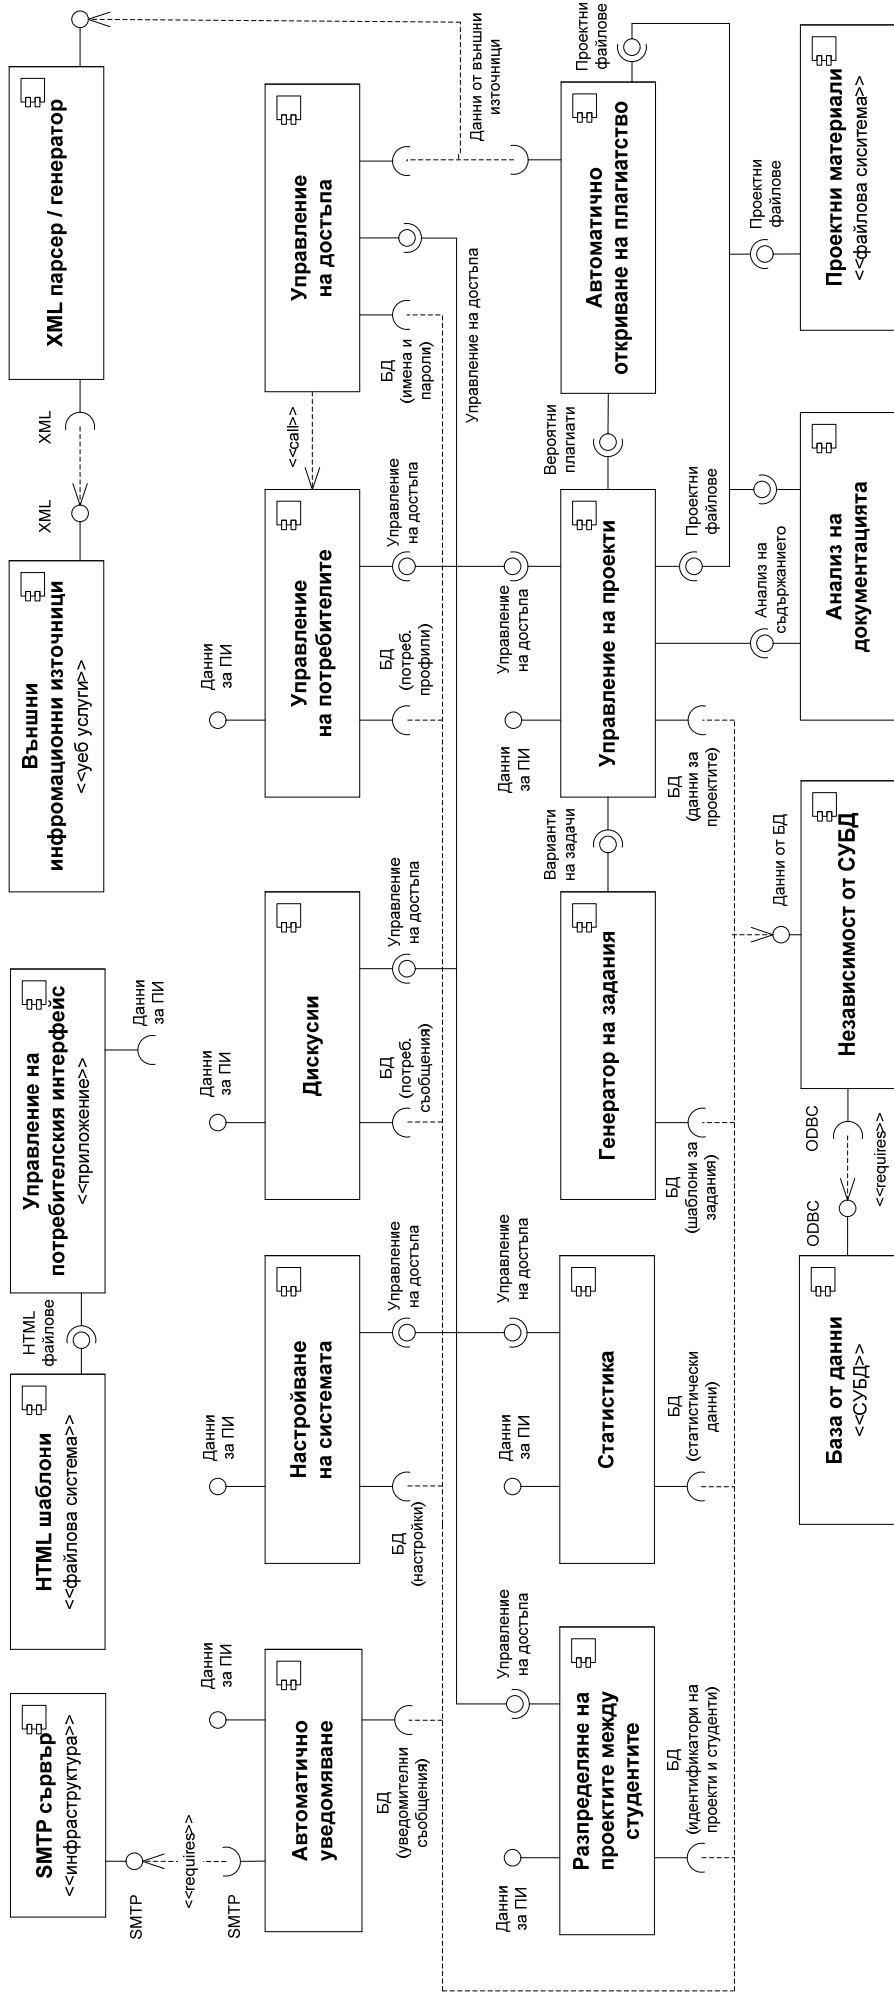 SMTP сървър
<<инфраструктура>>
SMTP
<<requires>>
SMTP
HTML шаблони
<<файлова система>>
HTML
файлове
Управление на
потребителския интерфейс
<<приложение>>
Данни
за ПИ
Външни
инфромационни източници
<<уеб услуги>>
XML
XML
XML парсер / генератор
Данни
за ПИ
Автоматично
уведомяване
БД
(уведомителни
съобщения)
Данни
за ПИ
Настройване
на системата
БД
(настройки)
Управление
на достъпа
Данни
за ПИ
Дискусии
БД
(потреб.
съобщения)
Управление
на достъпа
Данни
за ПИ
Управление
на потребителите
БД
(потреб.
профили)
Управление
на достъпа
<<call>>
Управление
на достъпа
БД
(имена и
пароли)
Управление на достъпа
Данни от външни
източници
Данни
за ПИ
Управление
на достъпа
Разпределяне на
проектите между
студентите
БД
(идентификатори на
проекти и студенти)
Данни
за ПИ
Управление
на достъпа
Статистика
БД
(статистически
данни)
Генератор на задания
БД
(шаблони за
задания)
Варианти
на задачи
Данни
за ПИ
Управление
на достъпа
Управление на проекти
БД
(данни за
проектите)
Проектни
файлове
Вероятни
плагиати
Автоматично
откриване на плагиатство
Проектни
файлове
База от данни
<<СУБД>>
ODBC
ODBC
<<requires>>
Данни от БД
Независимост от СУБД
Анализ на
съдържанието
Анализ на
документацията
Проектни
файлове
Проектни материали
<<файлова сиситема>>